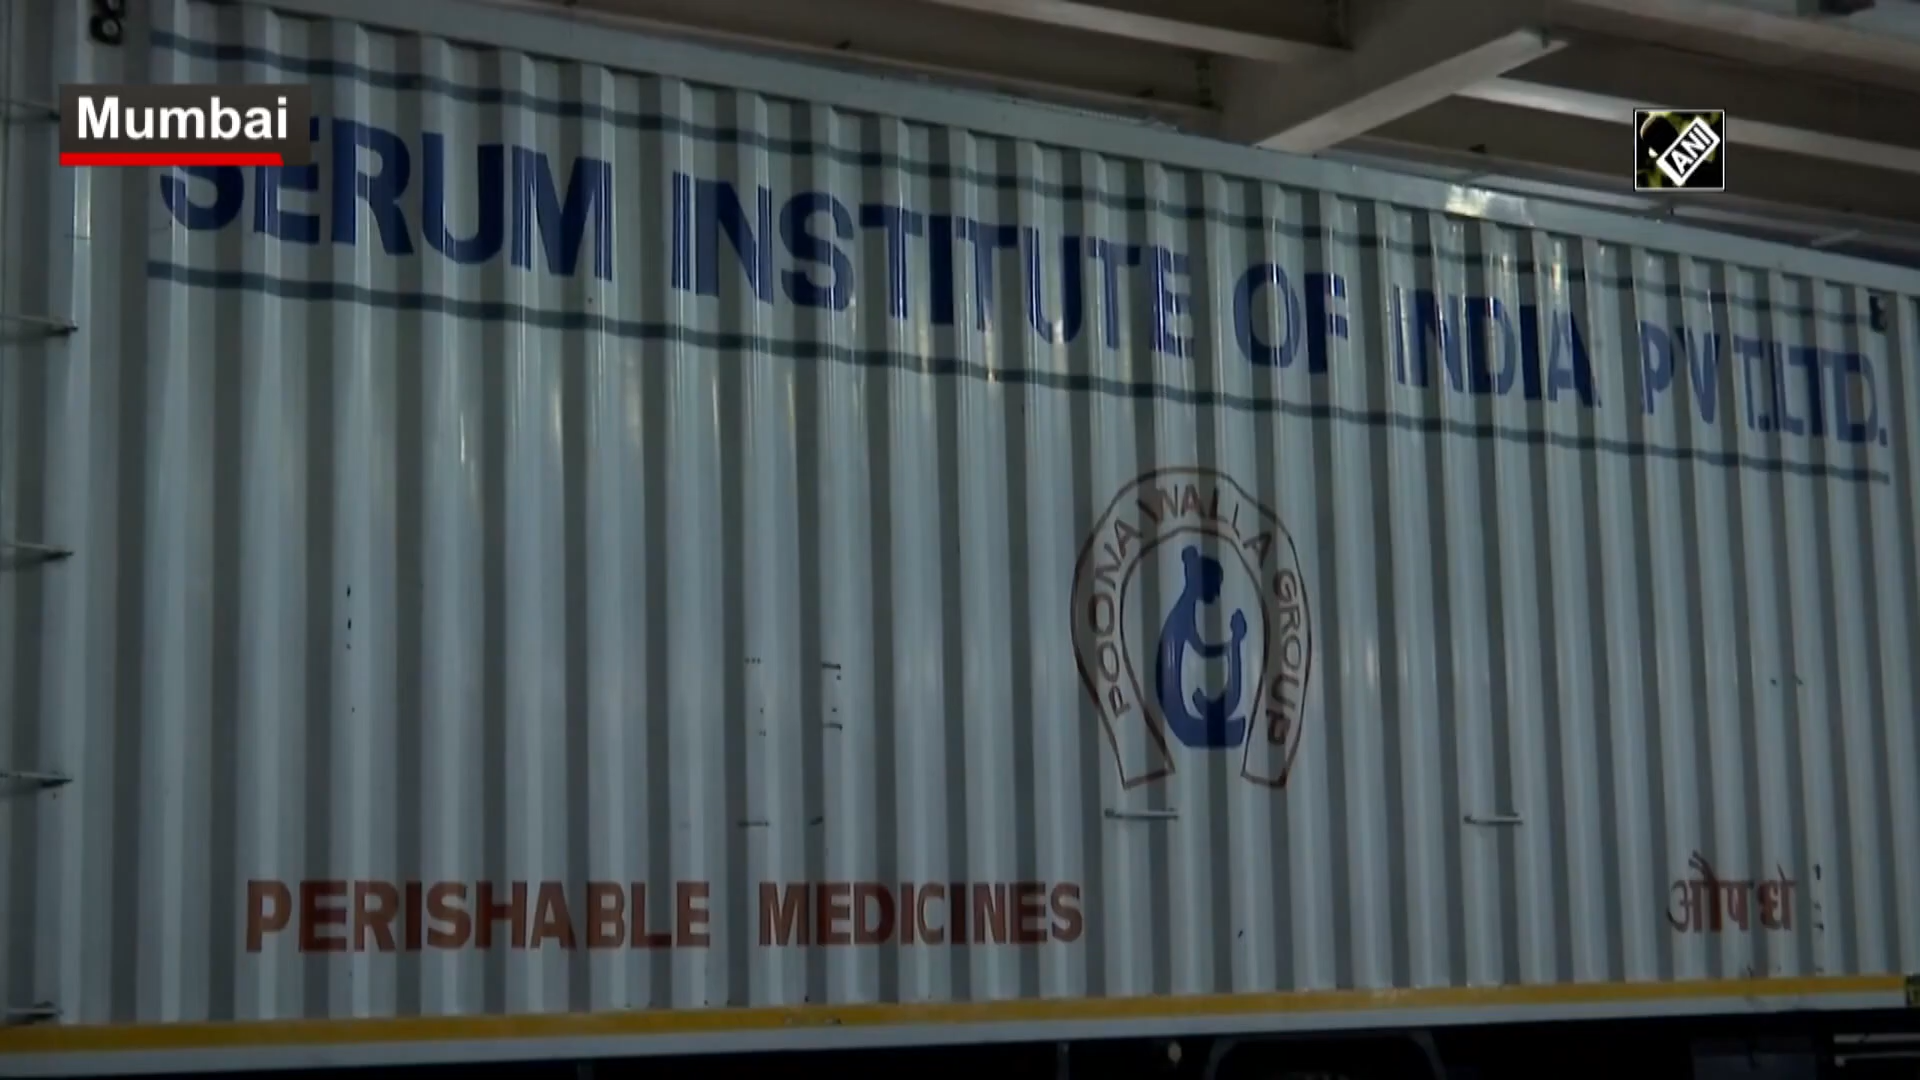 Mumbai
ANI
SERUM INSTITUTE OF INDIA PVT.LTD.
POONAWALLA GROUP
PERISHABLE MEDICINES
औषधे